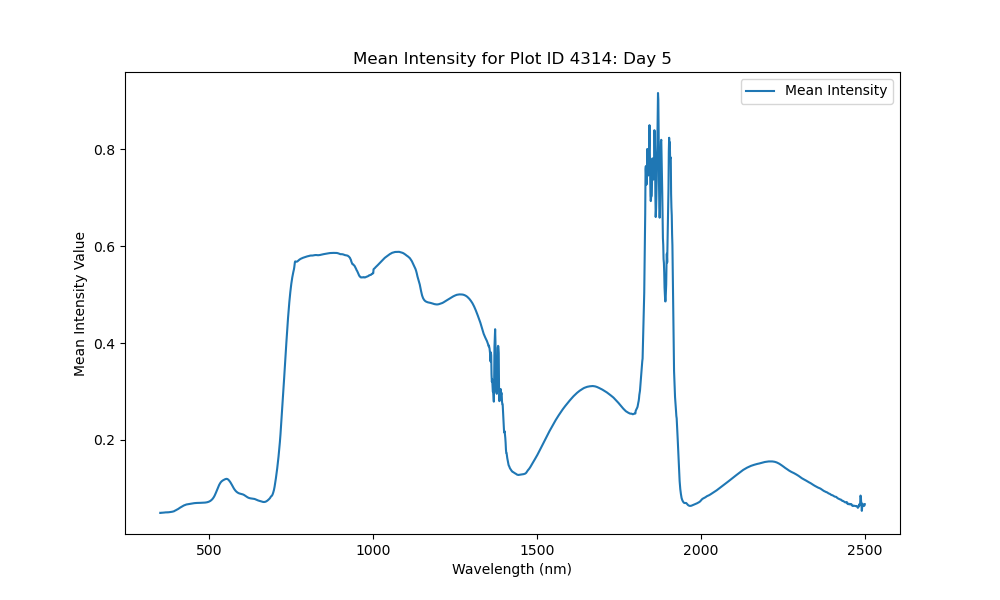 Mean Intensity for Plot ID 4314: Day 5
Mean Intensity
Mean Intensity Value
0.8
0.6
0.4
0.2
500 1000 1500 2000 2500
Wavelength (nm)